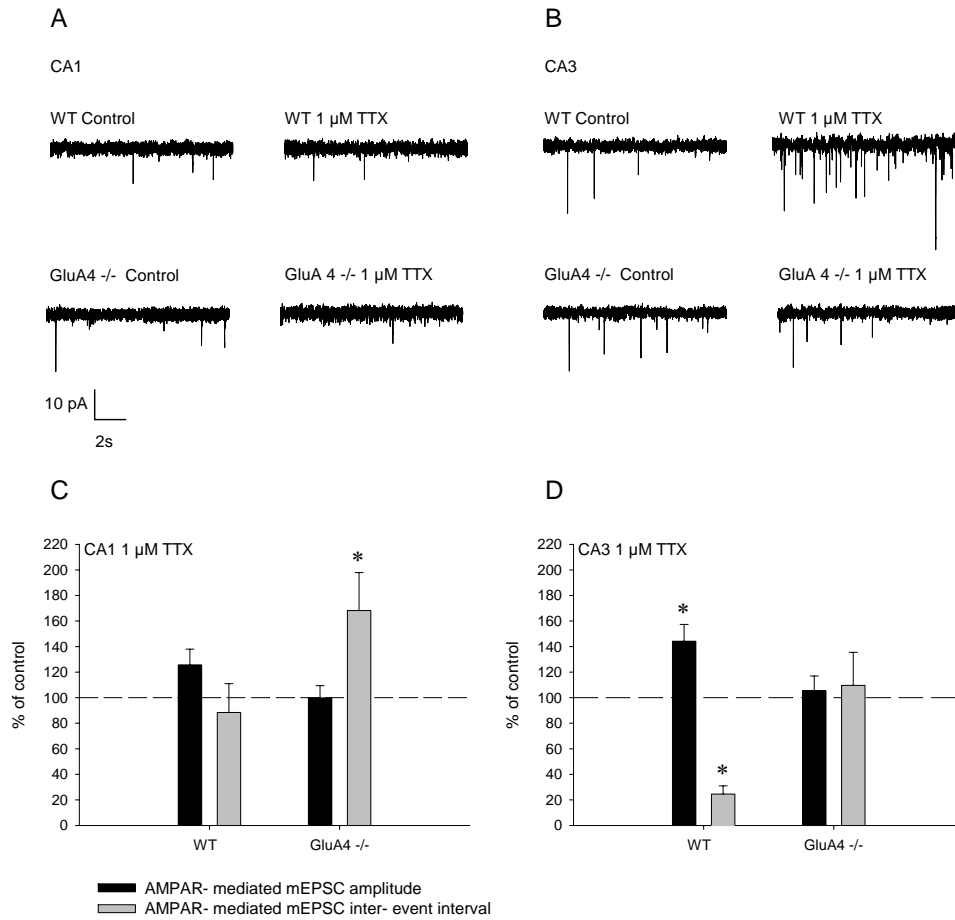 A
B
CA1
CA3
WT Control
WT 1 µM TTX
WT Control
WT 1 µM TTX
GluA4 -/-  Control
GluA 4 -/- 1 µM TTX
GluA4 -/-  Control
GluA 4 -/- 1 µM TTX
10 pA
2s
C
D
CA1 1 µM TTX
% of control
220
200
180
160
140
120
100
80
60
40
20
0
*
WT
GluA4 -/-
CA3 1 µM TTX
% of control
220
200
180
160
140
120
100
80
60
40
20
0
*
*
WT
GluA4 -/-
AMPAR- mediated mEPSC amplitude
AMPAR- mediated mEPSC inter- event interval